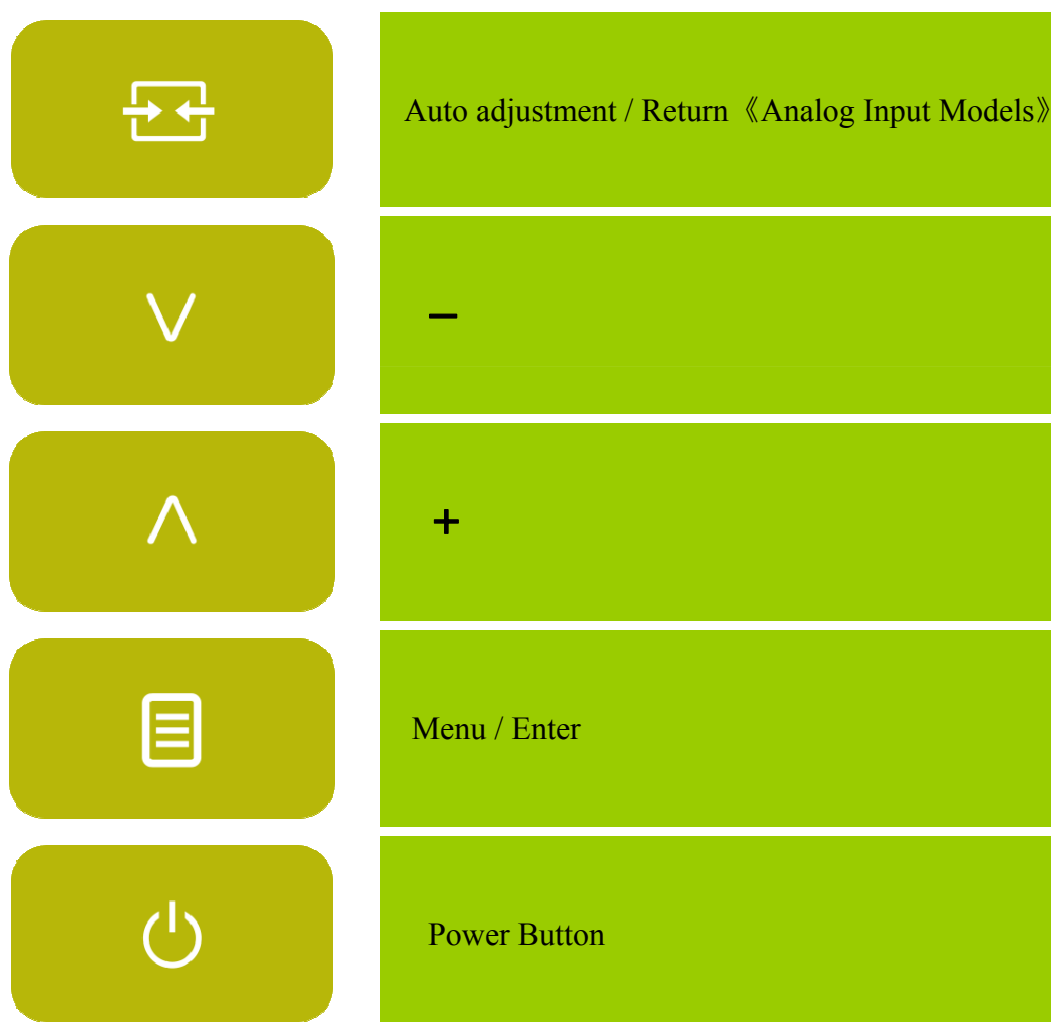 Auto adjustment / Return《Analog Input Models》
−
+
Menu / Enter
Power Button